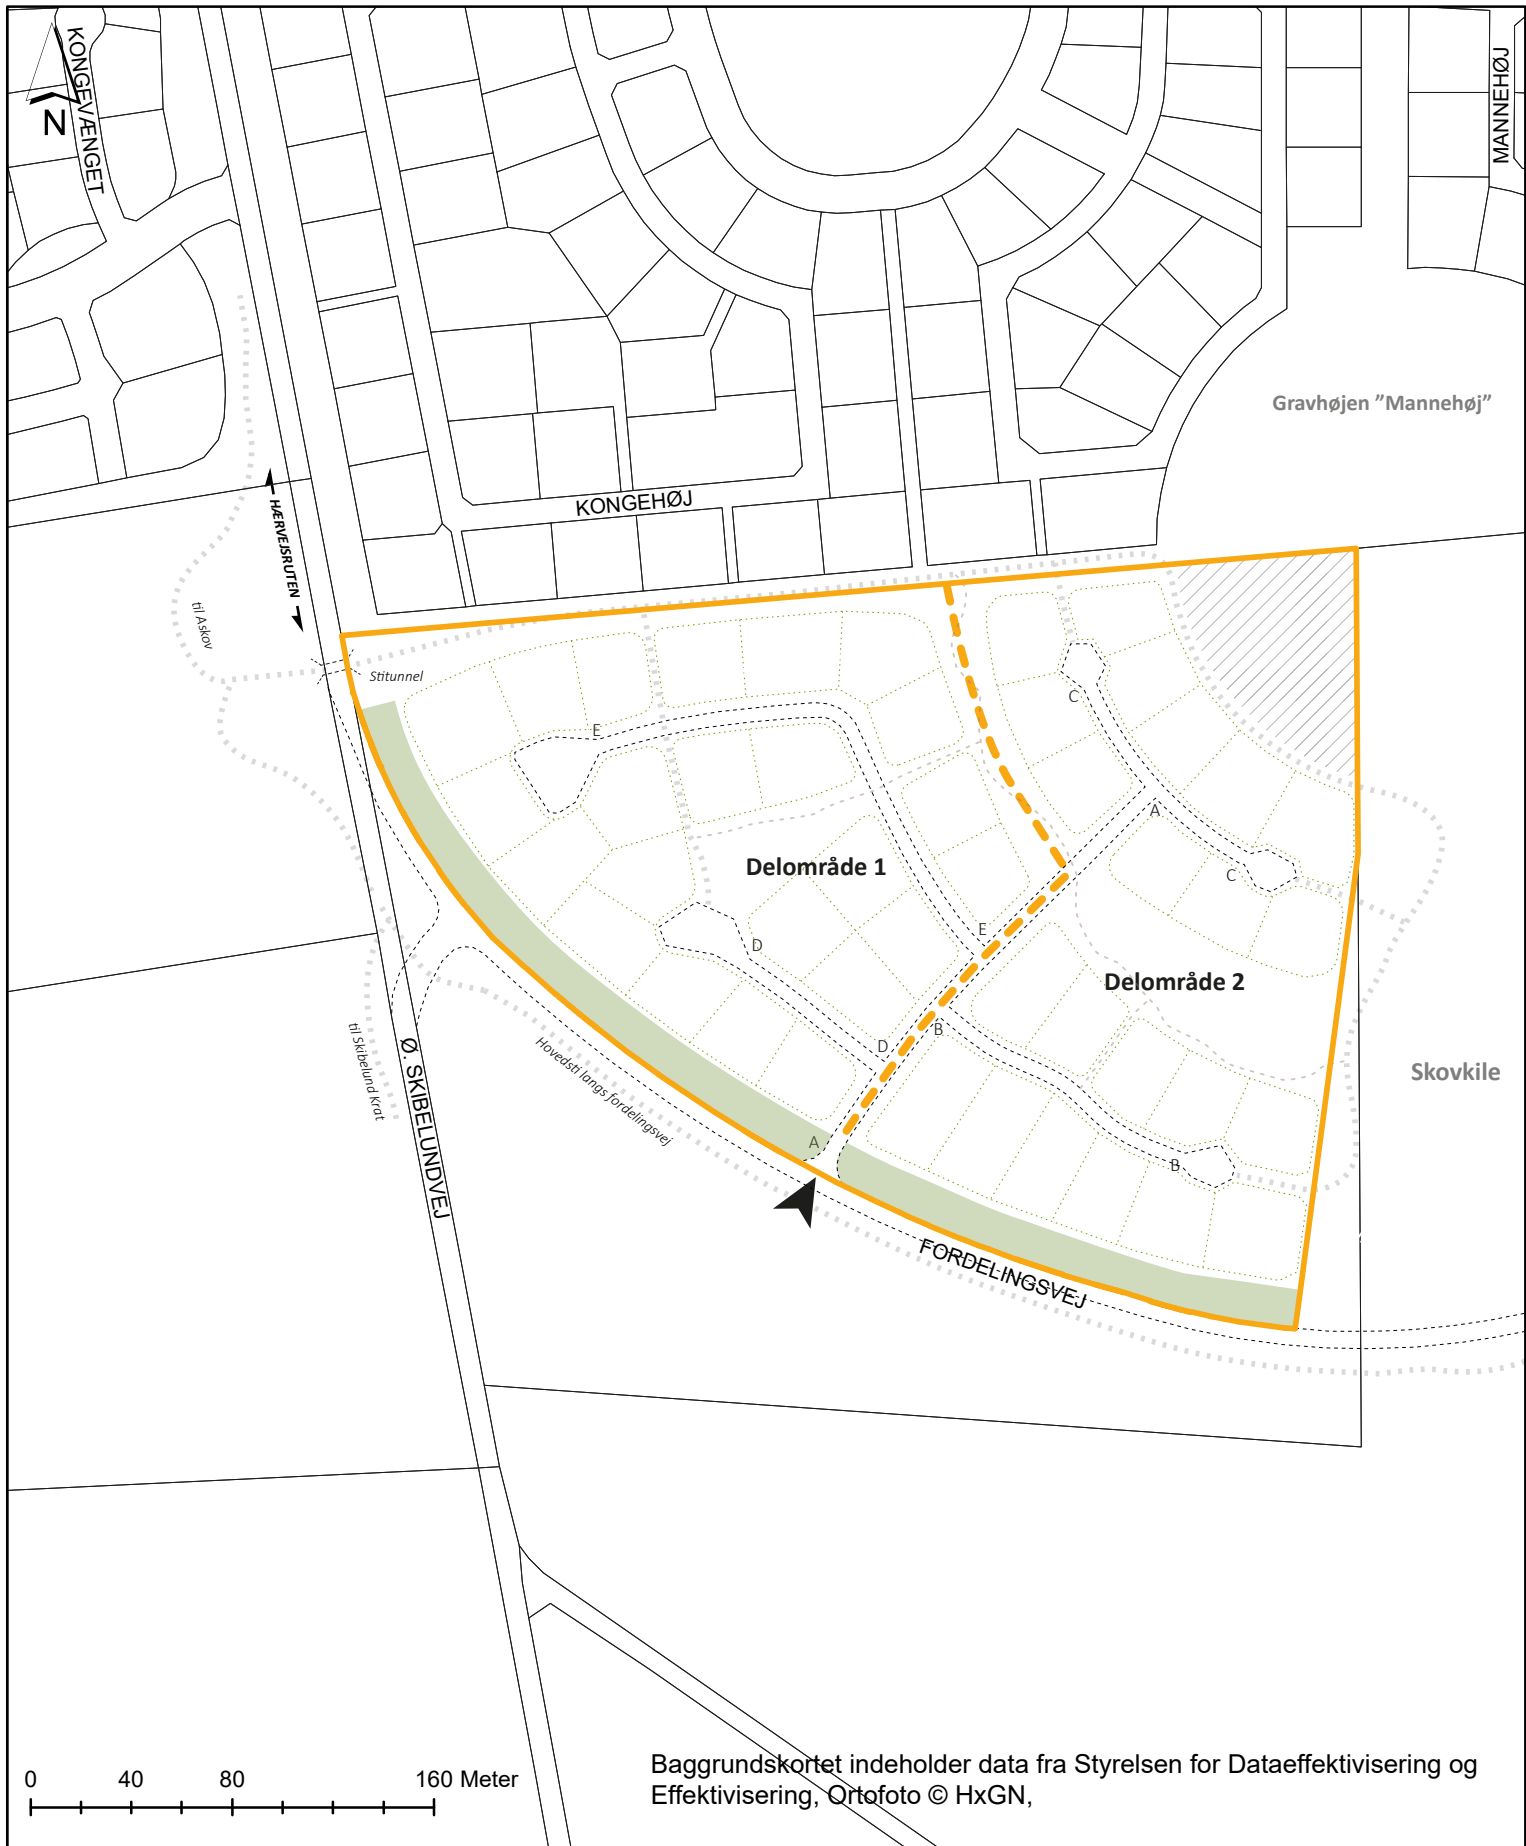 KONGEVÆNGET
N
MANNEHØJ
Gravhøjen ”Mannehøj”
KONGEHØJ
HÆRVEJSRUTEN
til Askov
Stitunnel
C
E
A
C
Delområde 1
E
D
Delområde 2
B
D
til Skibelund Krat
Ø. SKIBELUNDVEJ
Hovedsti langs fordelingsvej
Skovkile
A
B
FORDELINGSVEJ
0 40 80 160 Meter
Baggrundskortet indeholder data fra Styrelsen for Dataeffektivisering og
Effektivisering, Ortofoto © HxGN,